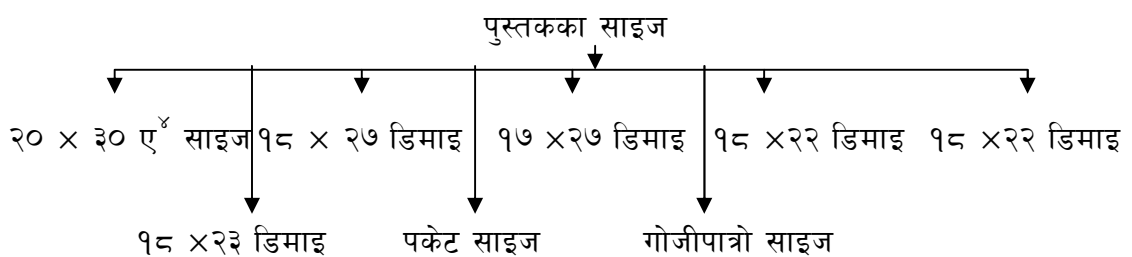 पुस्तकका साइज
२० × ३० ए४ साइज १८ × २७ डिमाइ १७ ×२७ डिमाइ १८ ×२२ डिमाइ १८ ×२२ डिमाइ
१८ ×२३ डिमाइ पकेट साइज गोजीपात्रो साइज